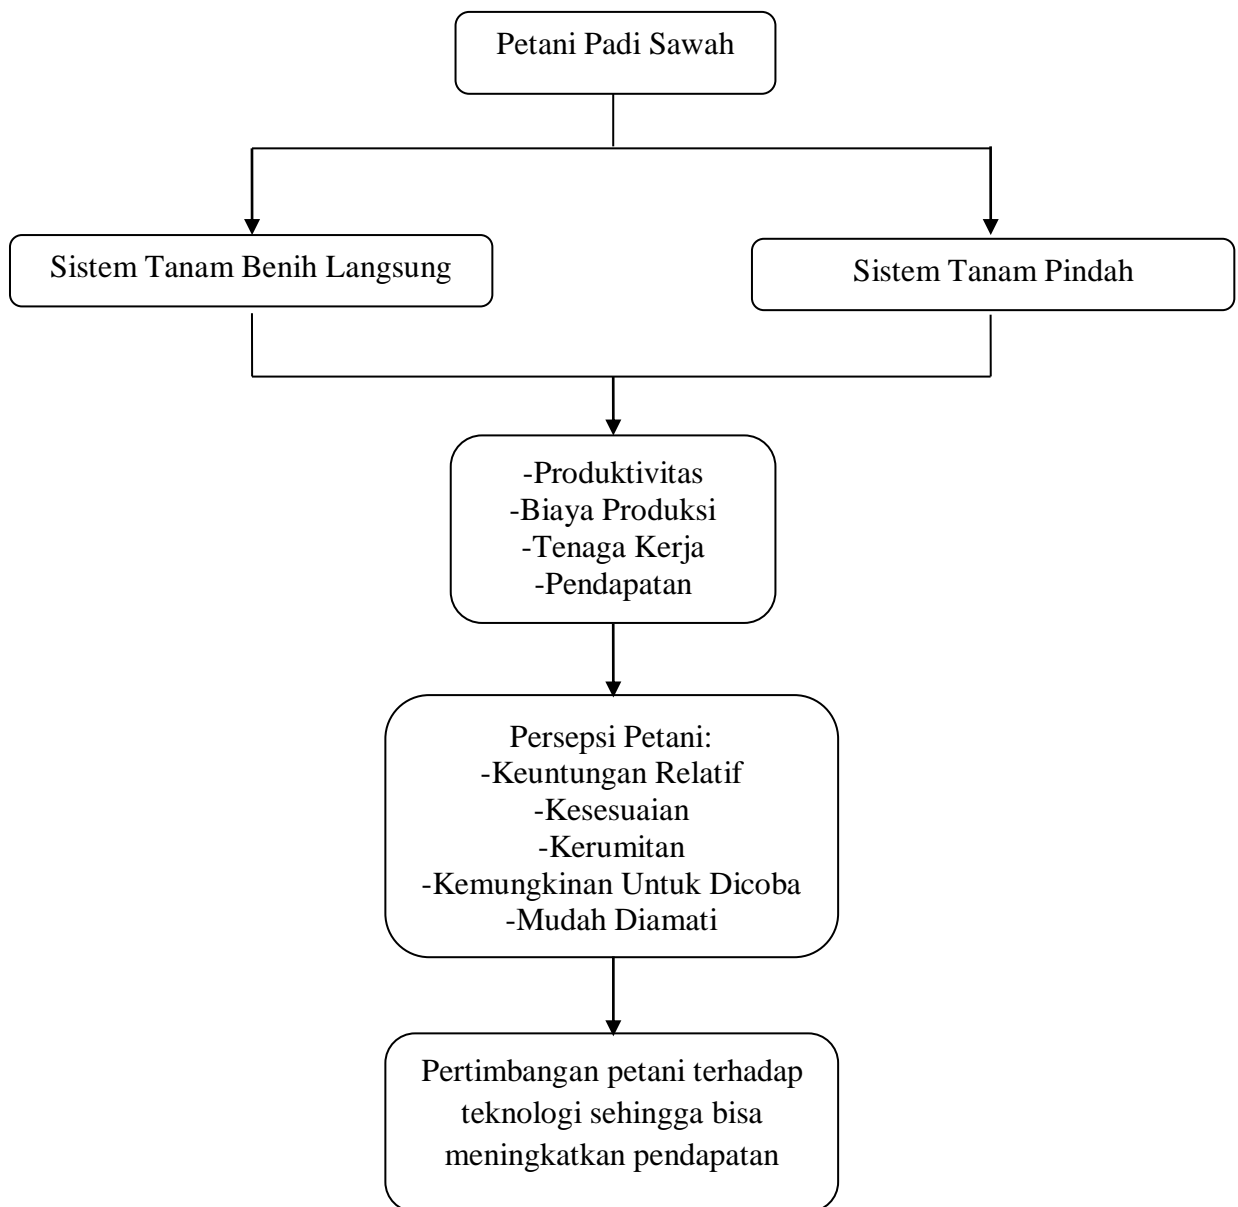 Petani Padi Sawah
Sistem Tanam Benih Langsung
Sistem Tanam Pindah
-Produktivitas
-Biaya Produksi
-Tenaga Kerja
-Pendapatan
Persepsi Petani:
-Keuntungan Relatif
-Kesesuaian
-Kerumitan
-Kemungkinan Untuk Dicoba
-Mudah Diamati
Pertimbangan petani terhadap
teknologi sehingga bisa
meningkatkan pendapatan